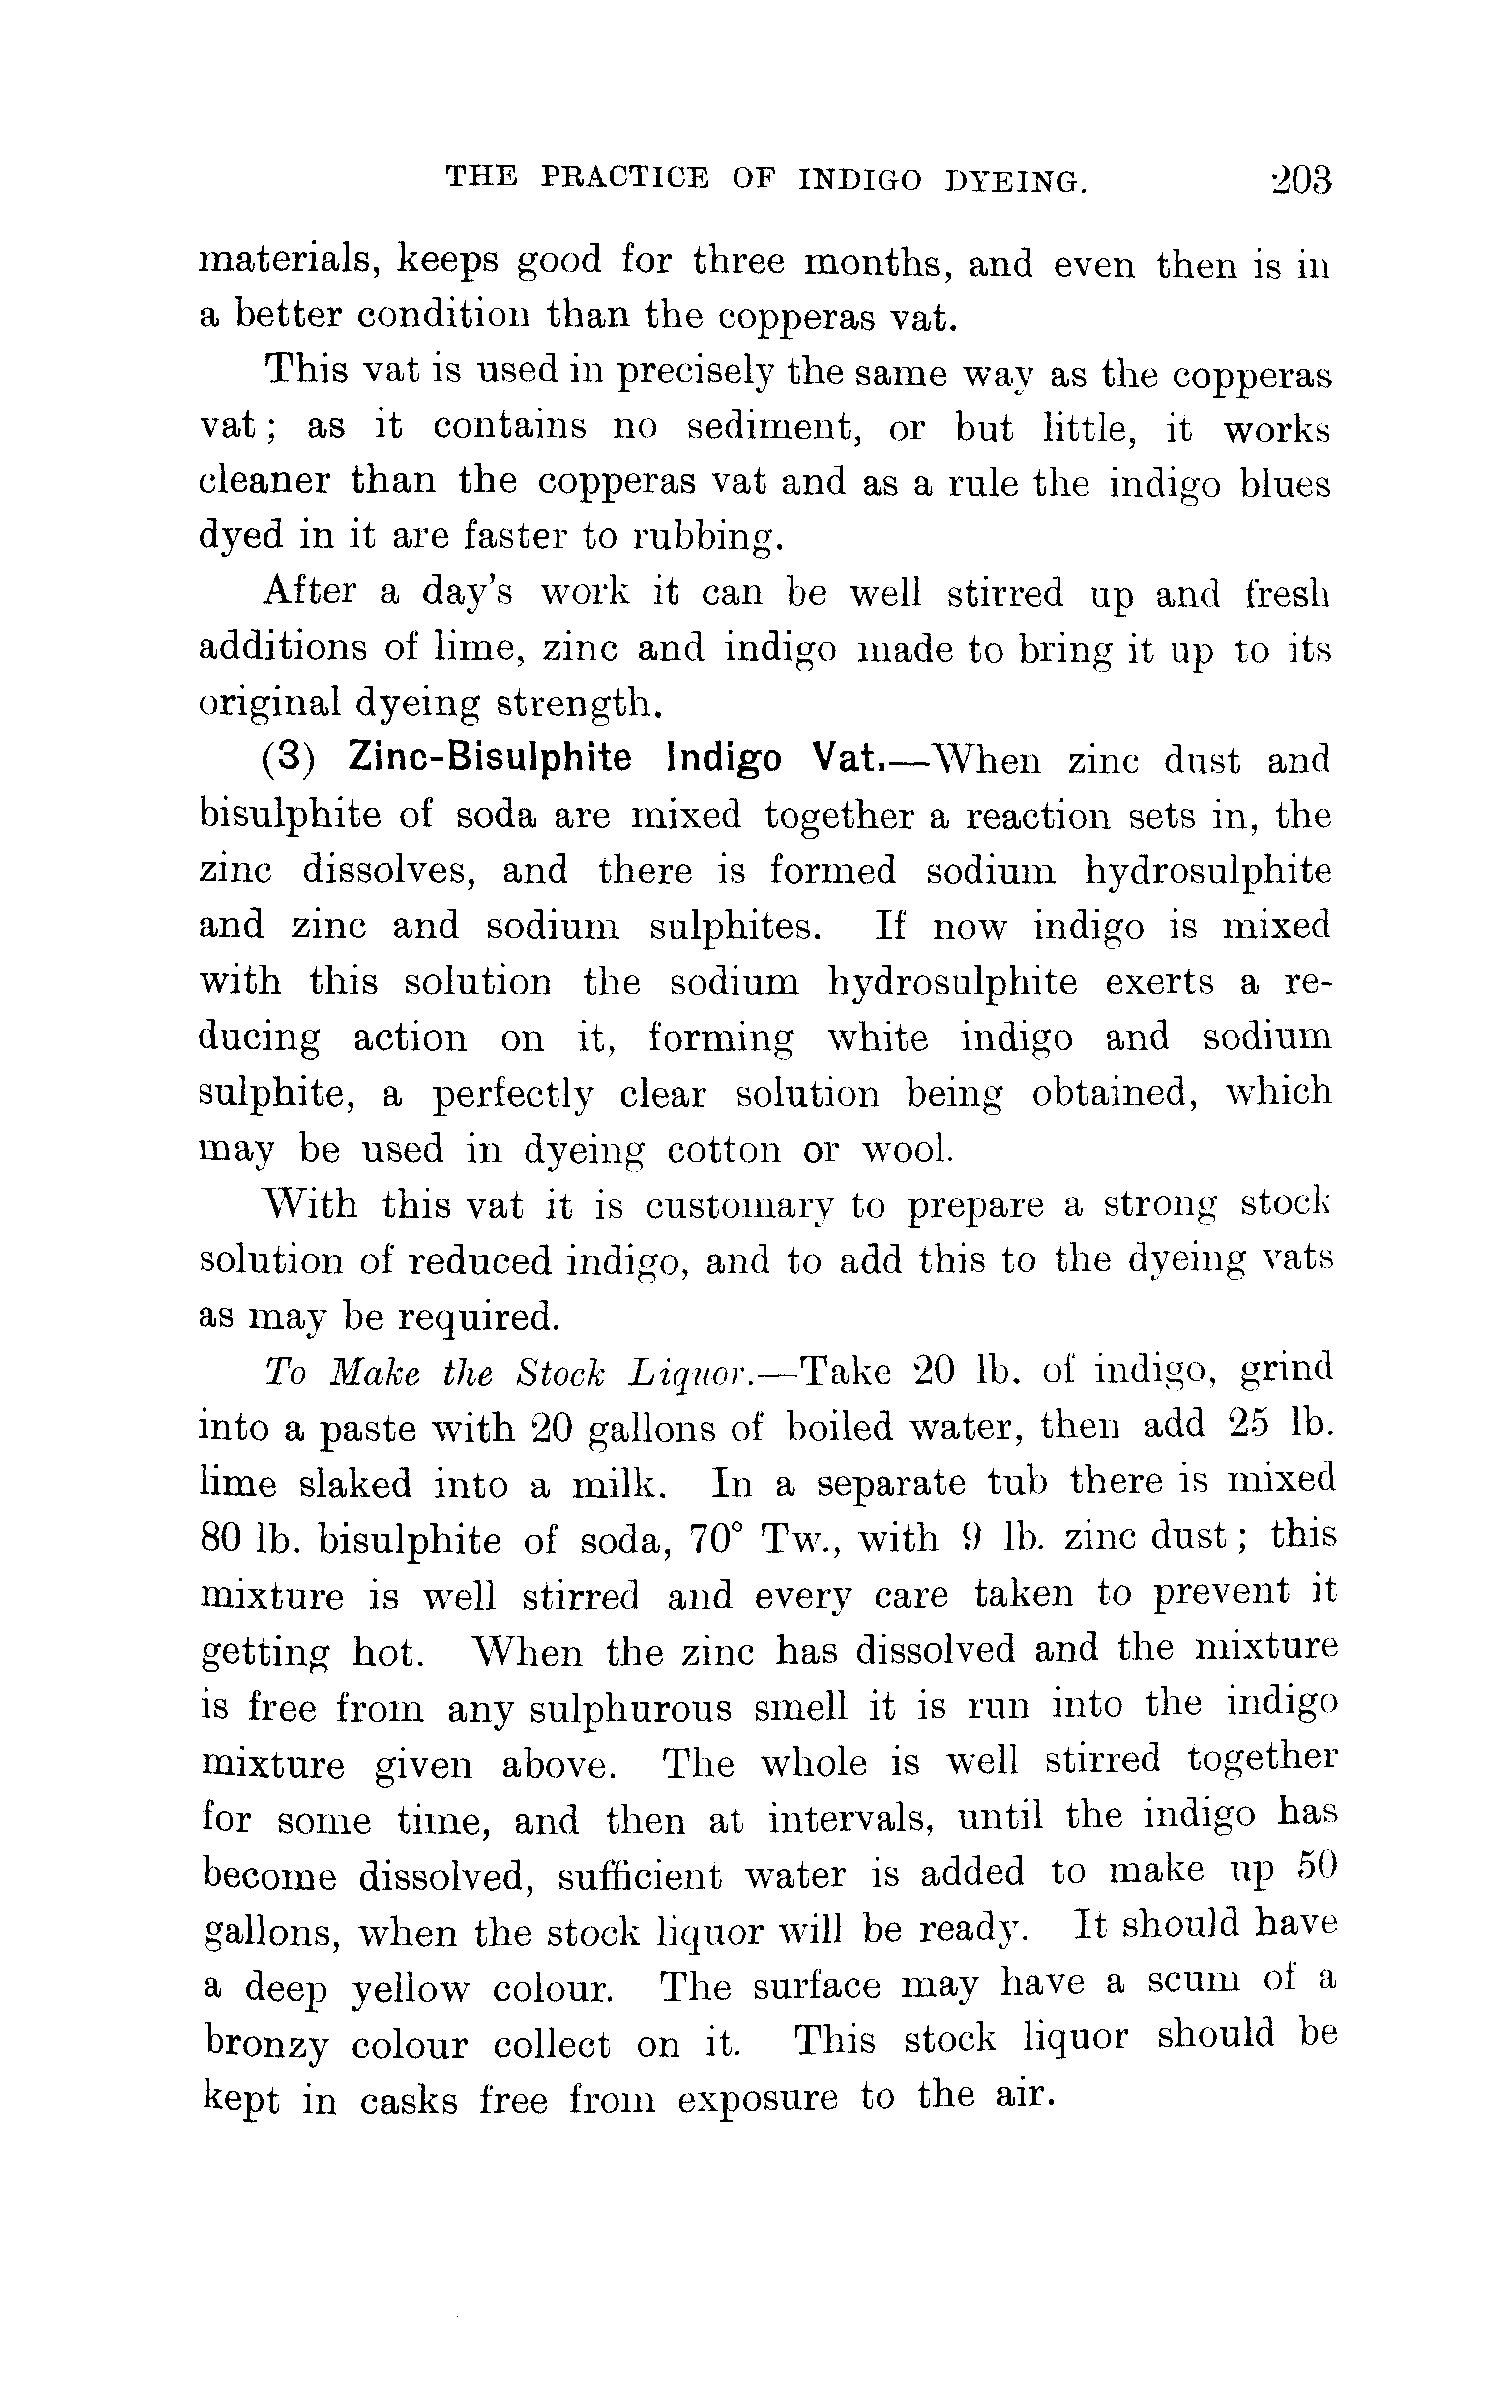 THE PRACTICE OF INDIGO DYEING. 203
materials, keeps good for three months, and even then is in
a better condition than the copperas vat.
This vat is used in precisely the same way as the copperas
vat; as it contains no sediment, or but little, it works
cleaner than the copperas vat and as a rule the indigo blues
dyed in it are faster to rubbing.
After a day's work it can be well stirred up and fresh
additions of lime, zinc and indigo made to bring it up to its
original dyeing strength.
(3) Zinc-Bisulphite Indigo Vat.—When zinc dust and
bisulphite of soda are mixed together a reaction sets in, the
zinc dissolves, and there is formed sodium hydrosulphite
and zinc and sodium sulphites. If now indigo is mixed
with this solution the sodium hydrosulphite exerts a re-
ducing action on it, forming white indigo and sodium
sulphite, a perfectly clear solution being obtained, which
may be used in dyeing cotton or wool.
With this vat it is customary to prepare a strong stock
solution of reduced indigo, and to add this to the dyeing vats
as may be required.
To Make the Stock Liquor.—Take 20 lb. of indigo, grind
into a paste with 20 gallons of boiled water, then add 25 lb.
lime slaked into a milk. In a separate tub there is mixed
80 lb. bisulphite of soda, 70° Tw., with 9 lb. zinc dust; this
mixture is well stirred and every care taken to prevent it
getting hot. When the zinc has dissolved and the mixture
is free from any sulphurous smell it is run into the indigo
mixture given above. The whole is well stirred together
for some time, and then at intervals, until the indigo has
become dissolved, sufficient water is added to make up 50
gallons, when the stock liquor will be ready. It should have
a deep yellow colour. The surface may have a scum of a
bronzy colour collect on it. This stock liquor should be
kept in casks free from exposure to the air.